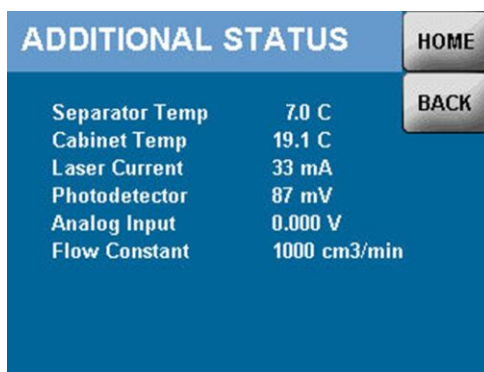 ADDITIONAL STATUS
HOME
BACK
Separator Temp 7.0 C
Cabinet Temp 19.1 C
Laser Current 33 mA
Photodetector 87 mV
Analog Input 0.000 V
Flow Constant 1000 cm3/min